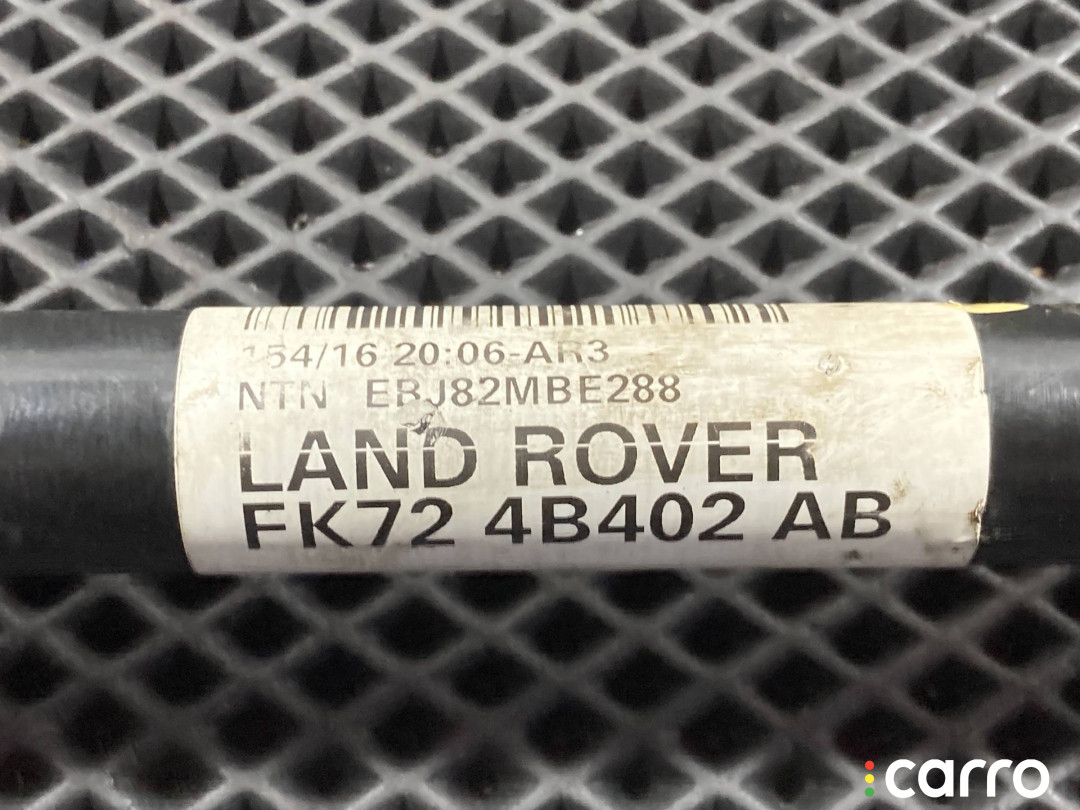 154/16 20:06-AR3
NTN EBJ82MBE288
LAND ROVER
FK72 4B402 AB
carro